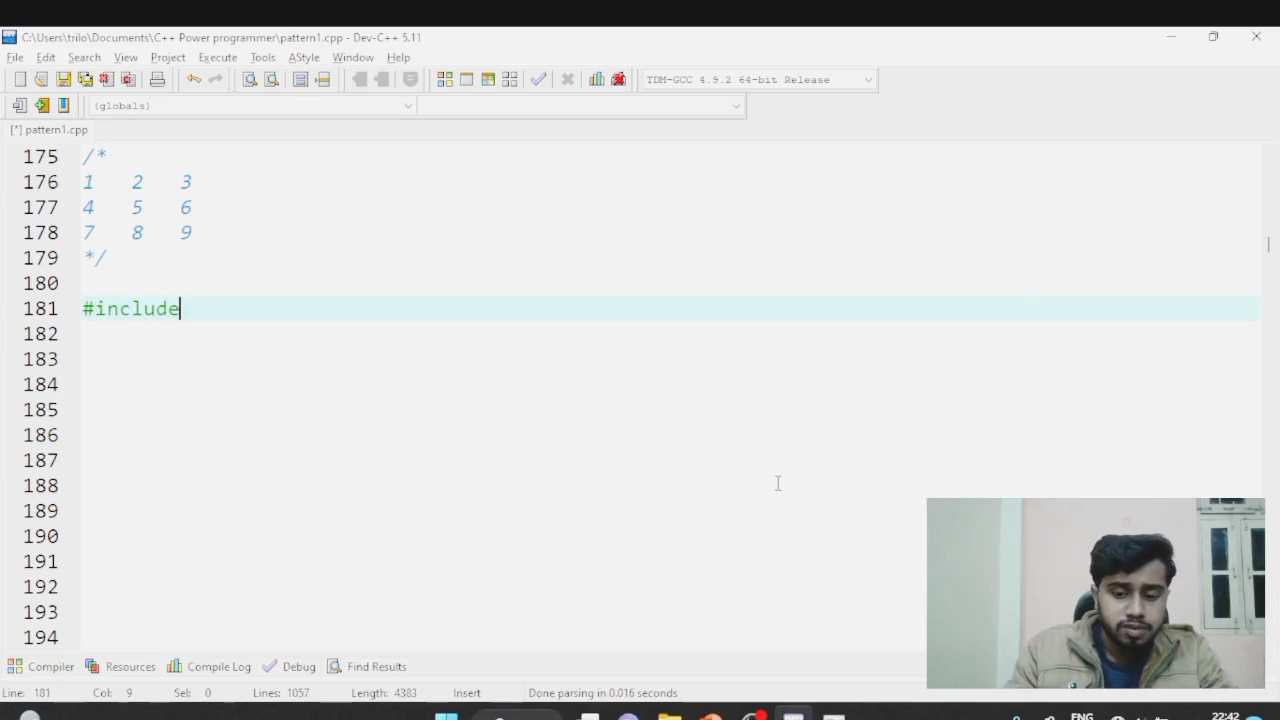 C:\Users\trilo\Documents\C++ Power programmer\pattern1.cpp - Dev-C++ 5.11
File Edit Search View Project Execute Tools AStyle Window Help
TDM-GCC 4.9.2 64-bit Release
(globals)
[*] pattern1.cpp
175 /*
176 1 2 3
177 4 5 6
178 7 8 9
179 */
180
181 #include
182
183
184
185
186
187
188
189
190
191
192
193
194
Compiler Resources Compile Log Debug Find Results
Line: 181 Col: 9 Sel: 0 Lines: 1057 Length: 4383 Insert Done parsing in 0.016 seconds
ENG 22:42